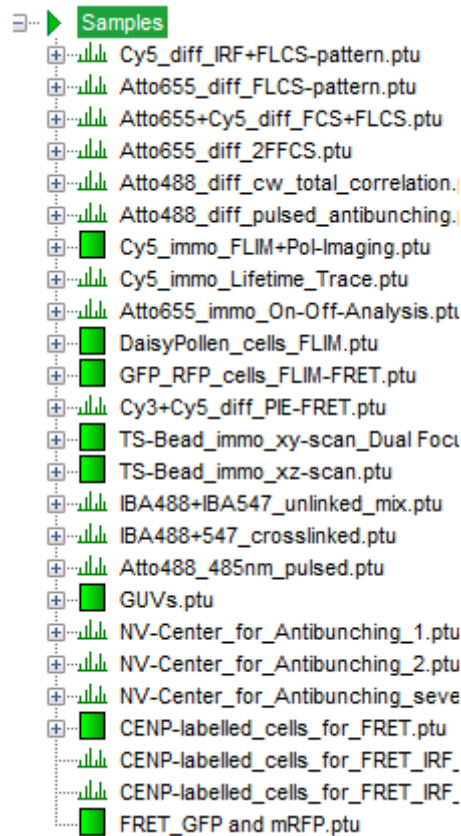 Samples
Cy5_diff_IRF+FLCS-pattern.ptu
Atto655_diff_FLCS-pattern.ptu
Atto655+Cy5_diff_FCS+FLCS.ptu
Atto655_diff_2FFCS.ptu
Atto488_diff_cw_total_correlation.
Atto488_diff_pulsed_antibunching.
Cy5_immo_FLIM+Pol-Imaging.ptu
Cy5_immo_Lifetime_Trace.ptu
Atto655_immo_On-Off-Analysis.ptu
DaisyPollen_cells_FLIM.ptu
GFP_RFP_cells_FLIM-FRET.ptu
Cy3+Cy5_diff_PIE-FRET.ptu
TS-Bead_immo_xy-scan_Dual Focu
TS-Bead_immo_xz-scan.ptu
IBA488+IBA547_unlinked_mix.ptu
IBA488+547_crosslinked.ptu
Atto488_485nm_pulsed.ptu
GUVs.ptu
NV-Center_for_Antibunching_1.ptu
NV-Center_for_Antibunching_2.ptu
NV-Center_for_Antibunching_seve
CENP-labelled_cells_for_FRET.ptu
CENP-labelled_cells_for_FRET_IRF_
CENP-labelled_cells_for_FRET_IRF_
FRET_GFP and mRFP.ptu